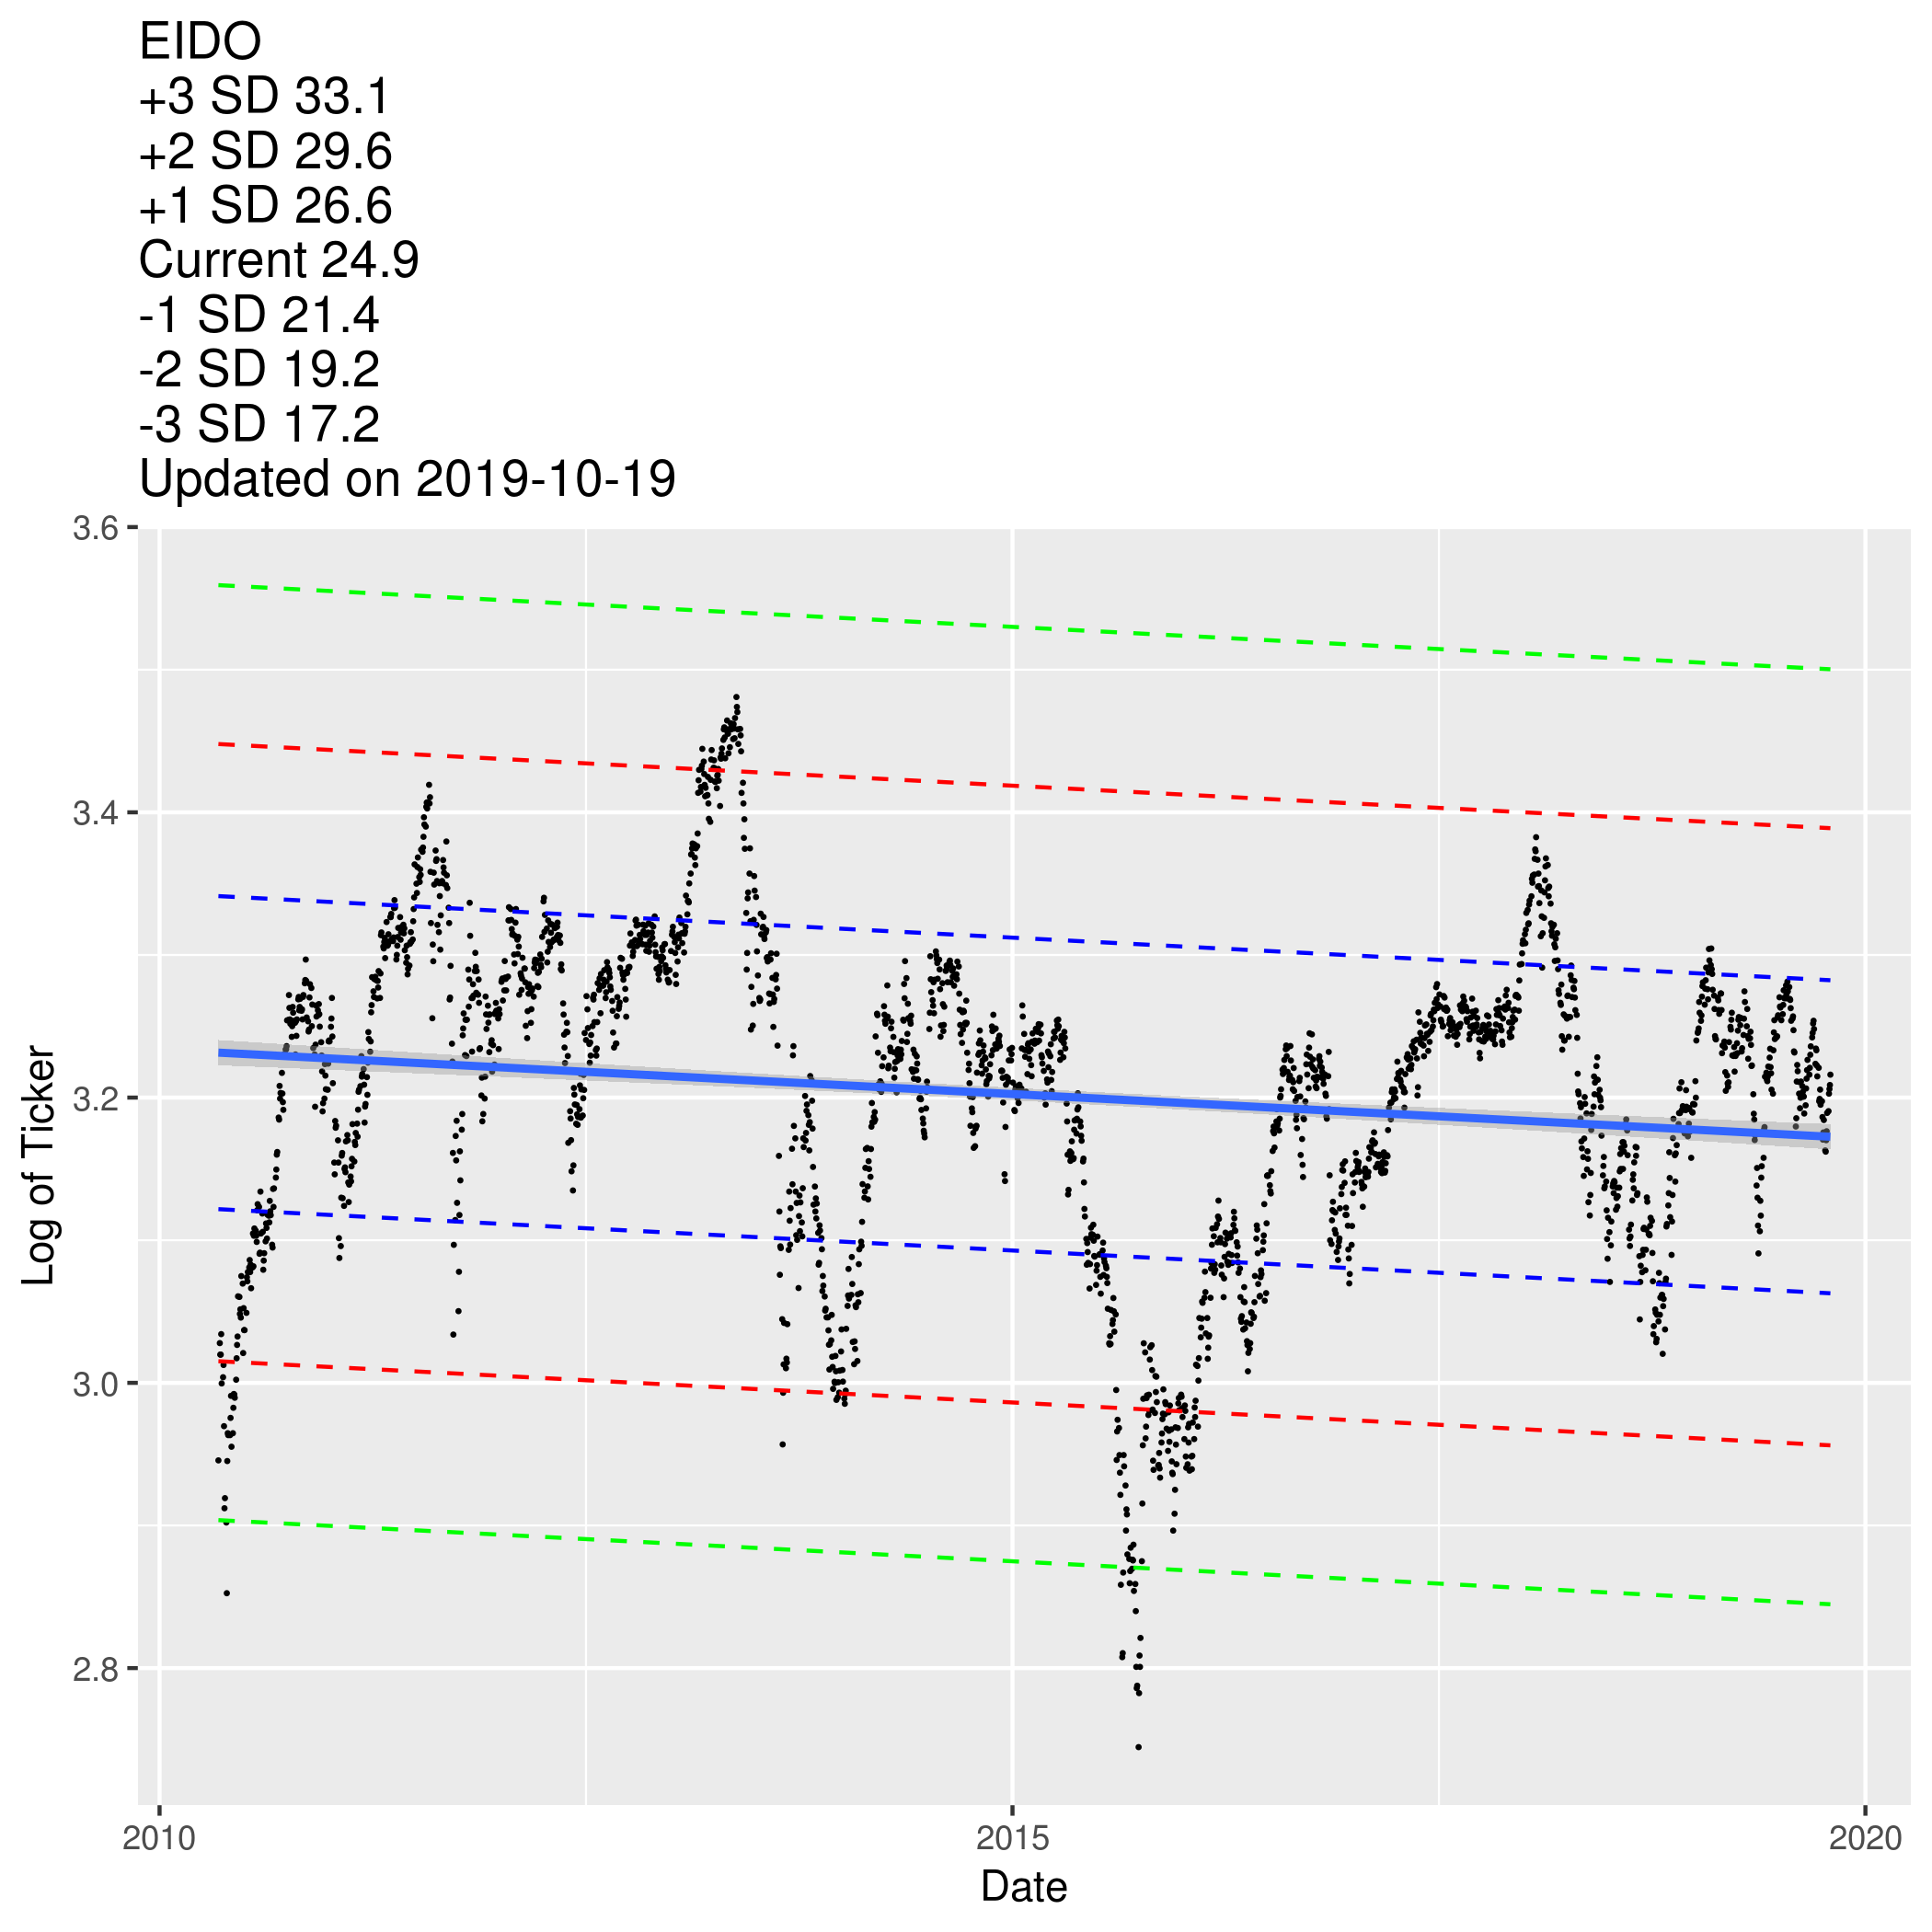 EIDO
+3 SD 33.1
+2 SD 29.6
+1 SD 26.6
Current 24.9
-1 SD 21.4
-2 SD 19.2
-3 SD 17.2
Updated on 2019-10-19
3.6
3.4
3.2
3.0
2.8
Log of Ticker
2010
2015
2020
Date